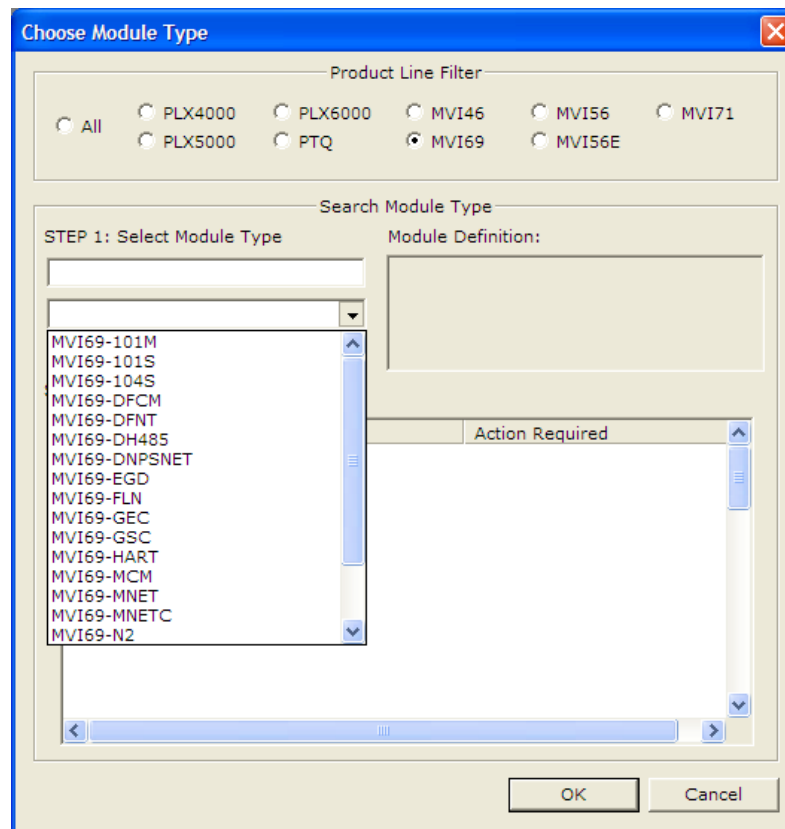 Choose Module Type
Product Line Filter
All
PLX4000
PLX6000
MVI46
MVI56
MVI71
PLX5000
PTQ
MVI69
MVI56E
Search Module Type
STEP 1: Select Module Type
Module Definition:
MVI69-101M
MVI69-101S
MVI69-104S
MVI69-DFCM
MVI69-DFNT
MVI69-DH485
MVI69-DNPSNET
MVI69-EGD
MVI69-FLN
MVI69-GEC
MVI69-GSC
MVI69-HART
MVI69-MCM
MVI69-MNET
MVI69-MNETC
MVI69-N2
Action Required
OK
Cancel